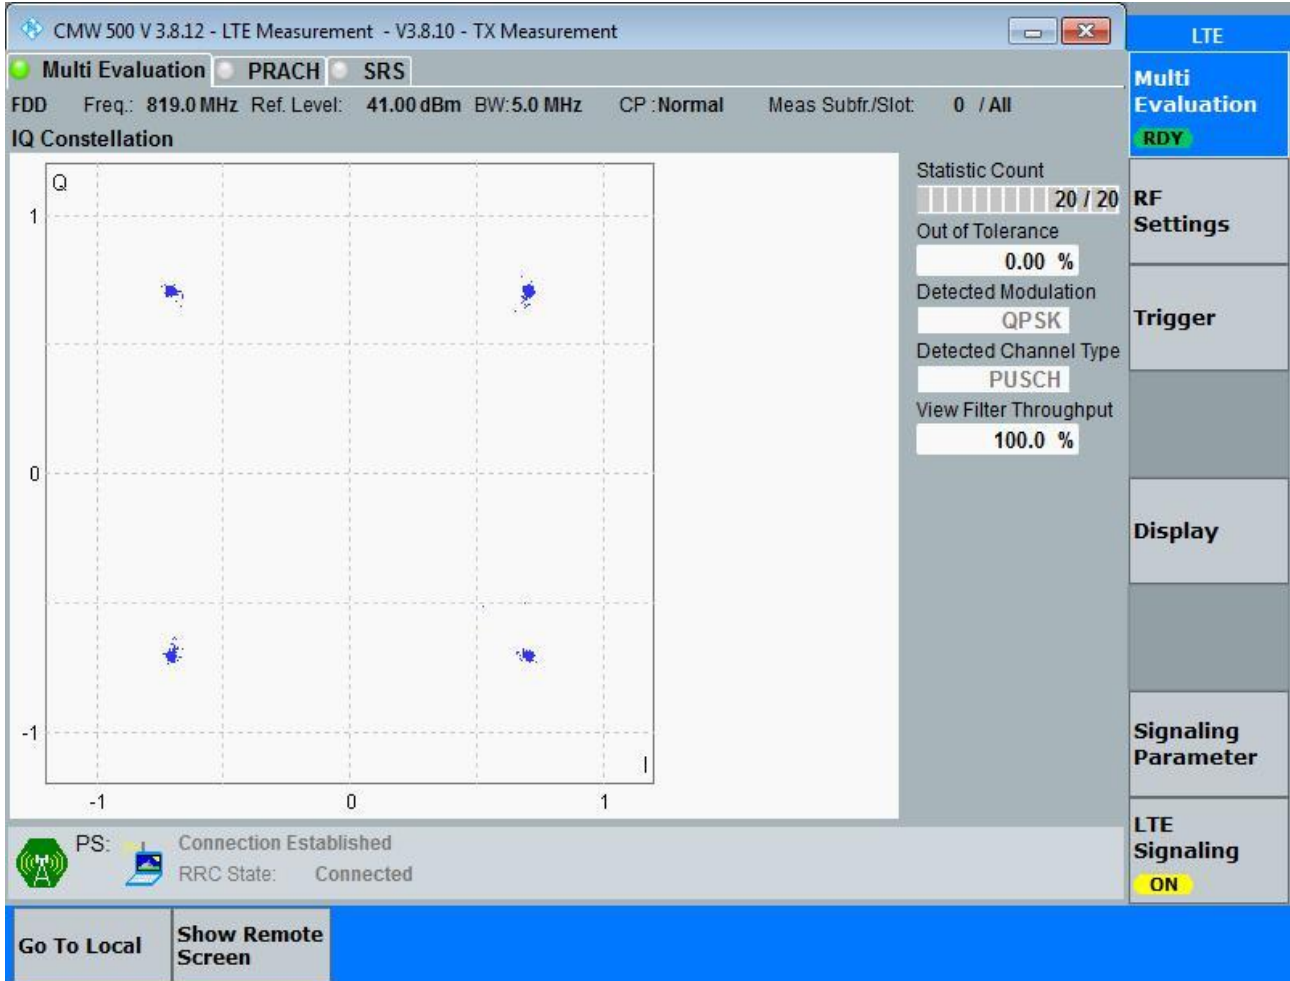 CMW 500 V 3.8.12 - LTE Measurement - V3.8.10 - TX Measurement
LTE
Multi Evaluation PRACH SRS
FDD Freq.: 819.0 MHz Ref. Level: 41.00 dBm BW: 5.0 MHz CP : Normal Meas Subfr./Slot: 0 / All
IQ Constellation
Q
1
0
-1
I
-1 0 1
Statistic Count
20 / 20
Out of Tolerance
0.00 %
Detected Modulation
QPSK
Detected Channel Type
PUSCH
View Filter Throughput
100.0 %
Multi
Evaluation
RDY
RF
Settings
Trigger
Display
Signaling
Parameter
LTE
Signaling
ON
PS: Connection Established
RRC State: Connected
Go To Local
Show Remote
Screen